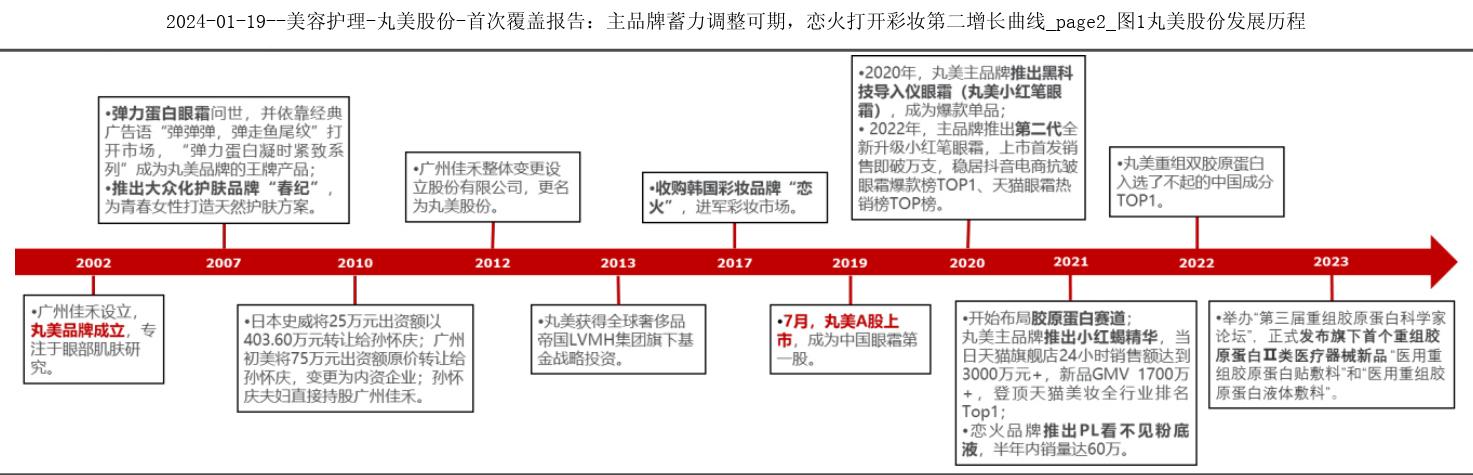 2024-01-19--美容护理-丸美股份-首次覆盖报告：主品牌蓄力调整可期，恋火打开彩妆第二增长曲线_page2_图1丸美股份发展历程
•弹力蛋白眼霜问世，并依靠经典
广告语“弹弹弹，弹走鱼尾纹”打
开市场，“弹力蛋白凝时紧致系
列”成为丸美品牌的王牌产品；
•推出大众化护肤品牌“春纪”，
为青春女性打造天然护肤方案。
•广州佳禾整体变更设
立股份有限公司，更名
为丸美股份。
•收购韩国彩妆品牌“恋
火”，进军彩妆市场。
•2020年，丸美主品牌推出黑科
技导入仪眼霜（丸美小红笔眼
霜），成为爆款单品；
• 2022年，主品牌推出第二代全
新升级小红笔眼霜，上市首发销
售即破万支，稳居抖音电商抗皱
眼霜爆款榜TOP1、天猫眼霜热
销榜TOP榜。
•丸美重组双胶原蛋白
入选了不起的中国成分
TOP1。
2002
2007
2010
2012
2013
2017
2019
2020
2021
2022
2023
•广州佳禾设立，
丸美品牌成立，专
注于眼部肌肤研
究。
•日本史威将25万元出资额以
403.60万元转让给孙怀庆；广州
初美将75万元出资额原价转让给
孙怀庆，变更为内资企业；孙怀
庆夫妇直接持股广州佳禾。
•丸美获得全球奢侈品
帝国LVMH集团旗下基
金战略投资。
•7月，丸美A股上
市，成为中国眼霜第
一股。
•开始布局胶原蛋白赛道；
丸美主品牌推出小红蝎精华，当
日天猫旗舰店24小时销售额达到
3000万元+，新品GMV 1700万
+，登顶天猫美妆全行业排名
Top1；
•恋火品牌推出PL看不见粉底
液，半年内销量达60万。
•举办“第三届重组胶原蛋白科学家
论坛”，正式发布旗下首个重组胶
原蛋白Ⅱ类医疗器械新品“医用重
组胶原蛋白贴敷料”和“医用重组胶
原蛋白液体敷料”。